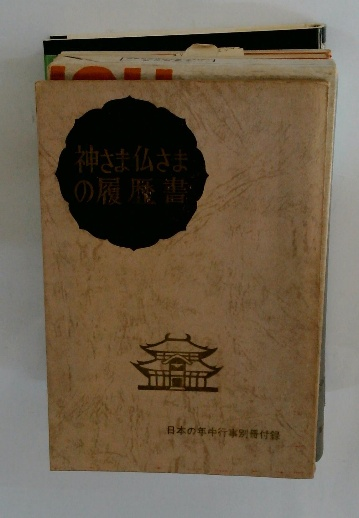 神さま仏さま
の履歴書
日本の年中行事別冊付録